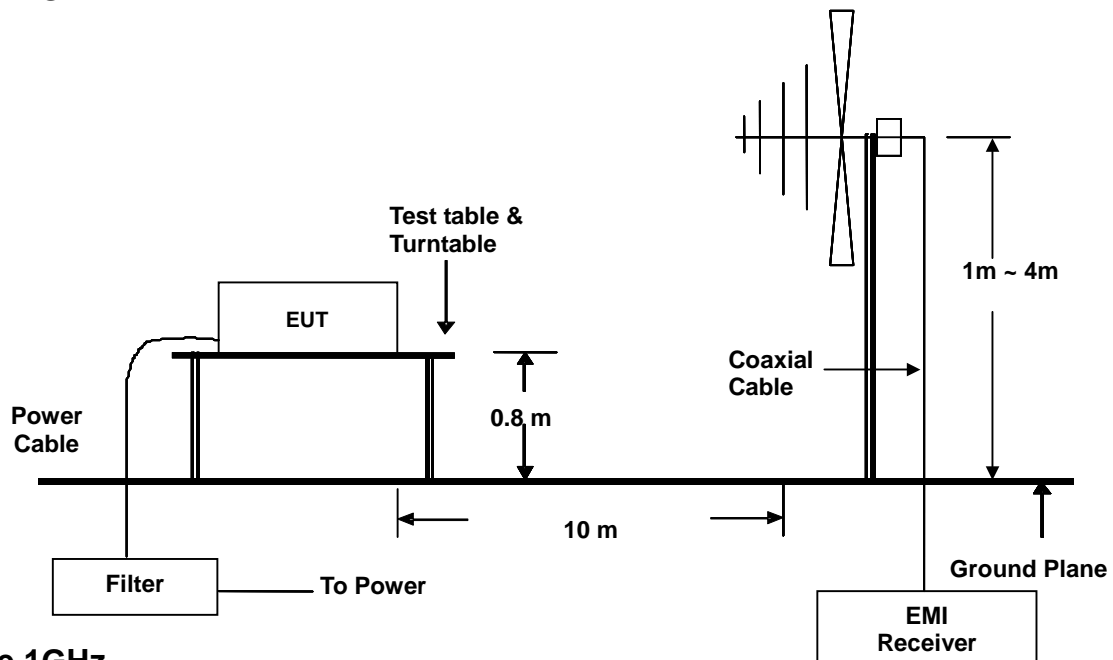 Test table &
Turntable
EUT
1m ~ 4m
Coaxial
Cable
0.8 m
Power
Cable
10 m
Ground Plane
Filter
To Power
EMI
Receiver
1GHz